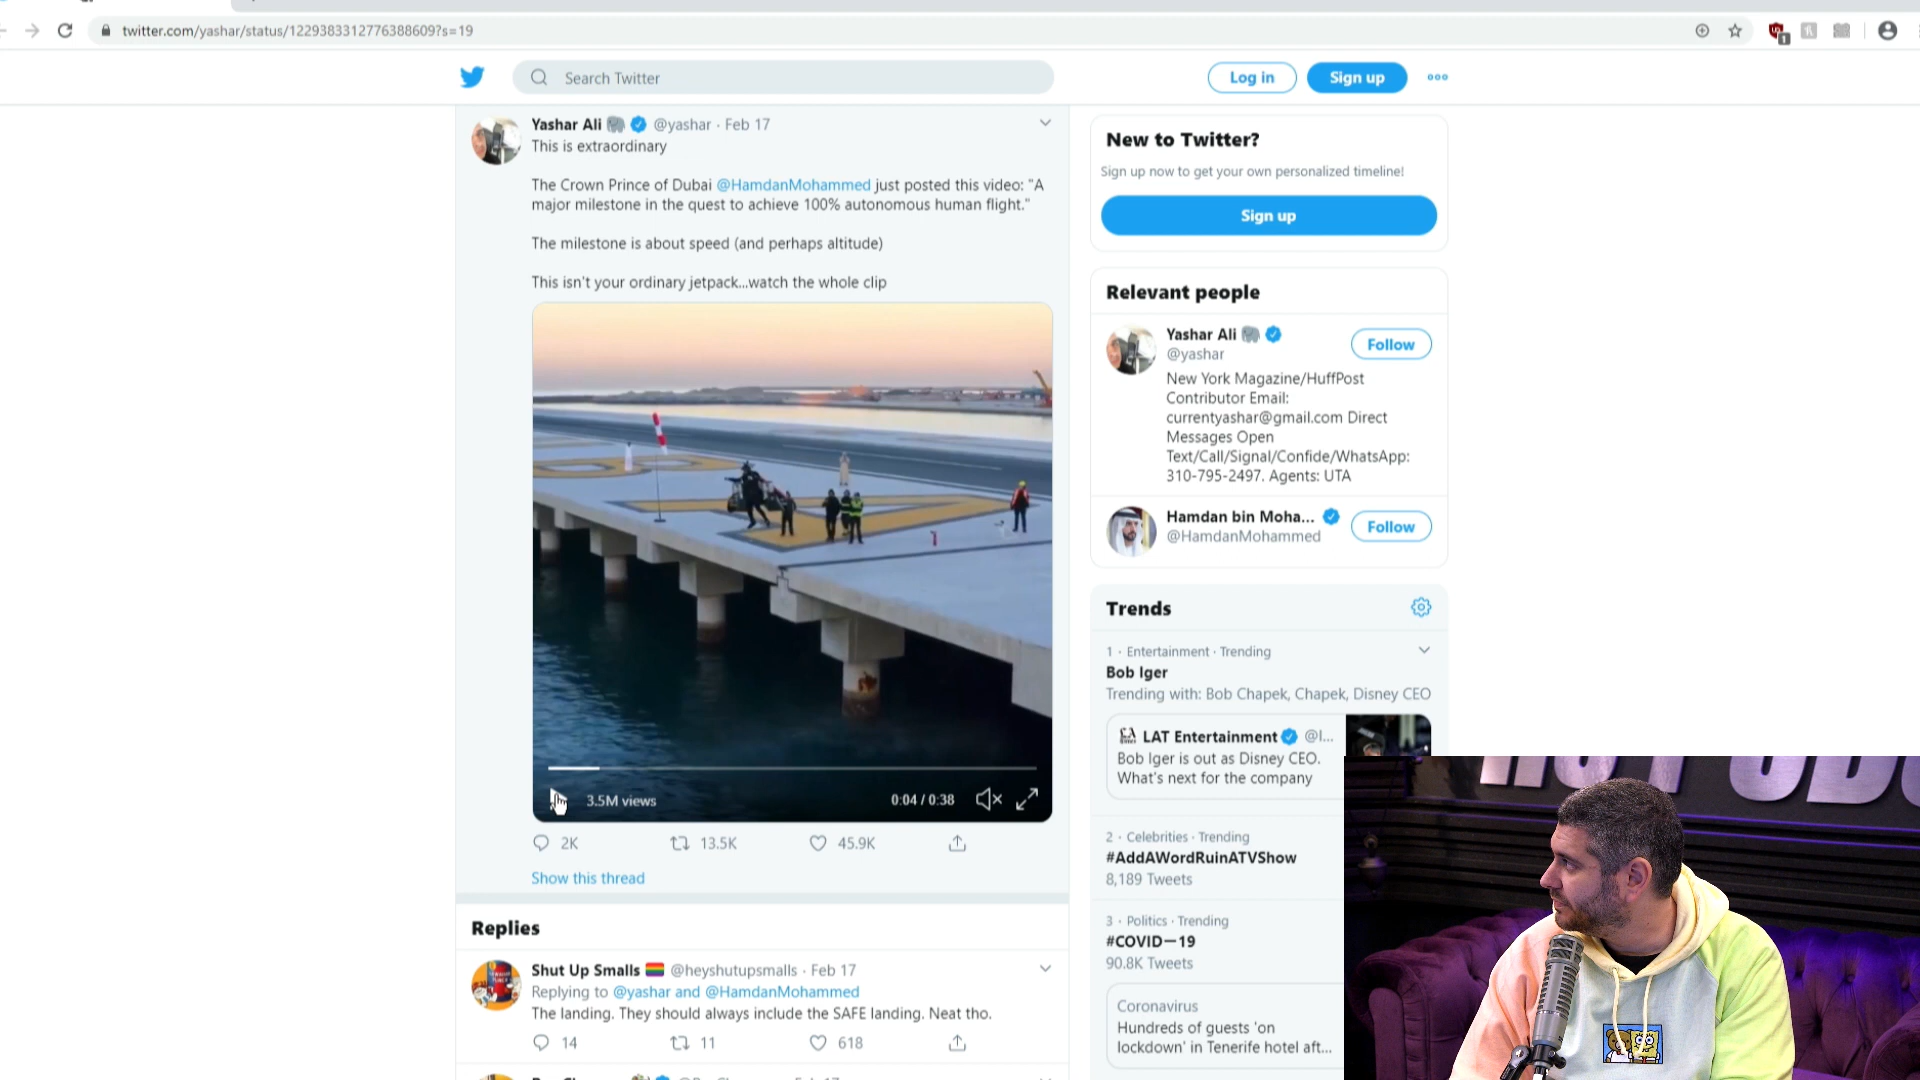 twitter.com/yashar/status/1229383312776388609?s=19
1
Search Twitter
Log in
Sign up
Yashar Ali @yashar · Feb 17
This is extraordinary
The Crown Prince of Dubai @HamdanMohammed just posted this video: "A
major milestone in the quest to achieve 100% autonomous human flight."
The milestone is about speed (and perhaps altitude)
This isn't your ordinary jetpack...watch the whole clip
3.5M views
0:04 / 0:38
2K
13.5K
45.9K
Show this thread
Replies
Shut Up Smalls @heyshutupsmalls · Feb 17
Replying to @yashar and @HamdanMohammed
The landing. They should always include the SAFE landing. Neat tho.
14
11
618
New to Twitter?
Sign up now to get your own personalized timeline!
Sign up
Relevant people
Yashar Ali
@yashar
Follow
New York Magazine/HuffPost
Contributor Email:
currentyashar@gmail.com Direct
Messages Open
Text/Call/Signal/Confide/WhatsApp:
310-795-2497. Agents: UTA
Hamdan bin Moha...
@HamdanMohammed
Follow
Trends
1 · Entertainment · Trending
Bob Iger
Trending with: Bob Chapek, Chapek, Disney CEO
LAT Entertainment @l...
Bob Iger is out as Disney CEO.
What's next for the company
2 · Celebrities · Trending
#AddAWordRuinATVShow
8,189 Tweets
3 · Politics · Trending
#COVIDー19
90.8K Tweets
Coronavirus
Hundreds of guests 'on
lockdown' in Tenerife hotel aft...